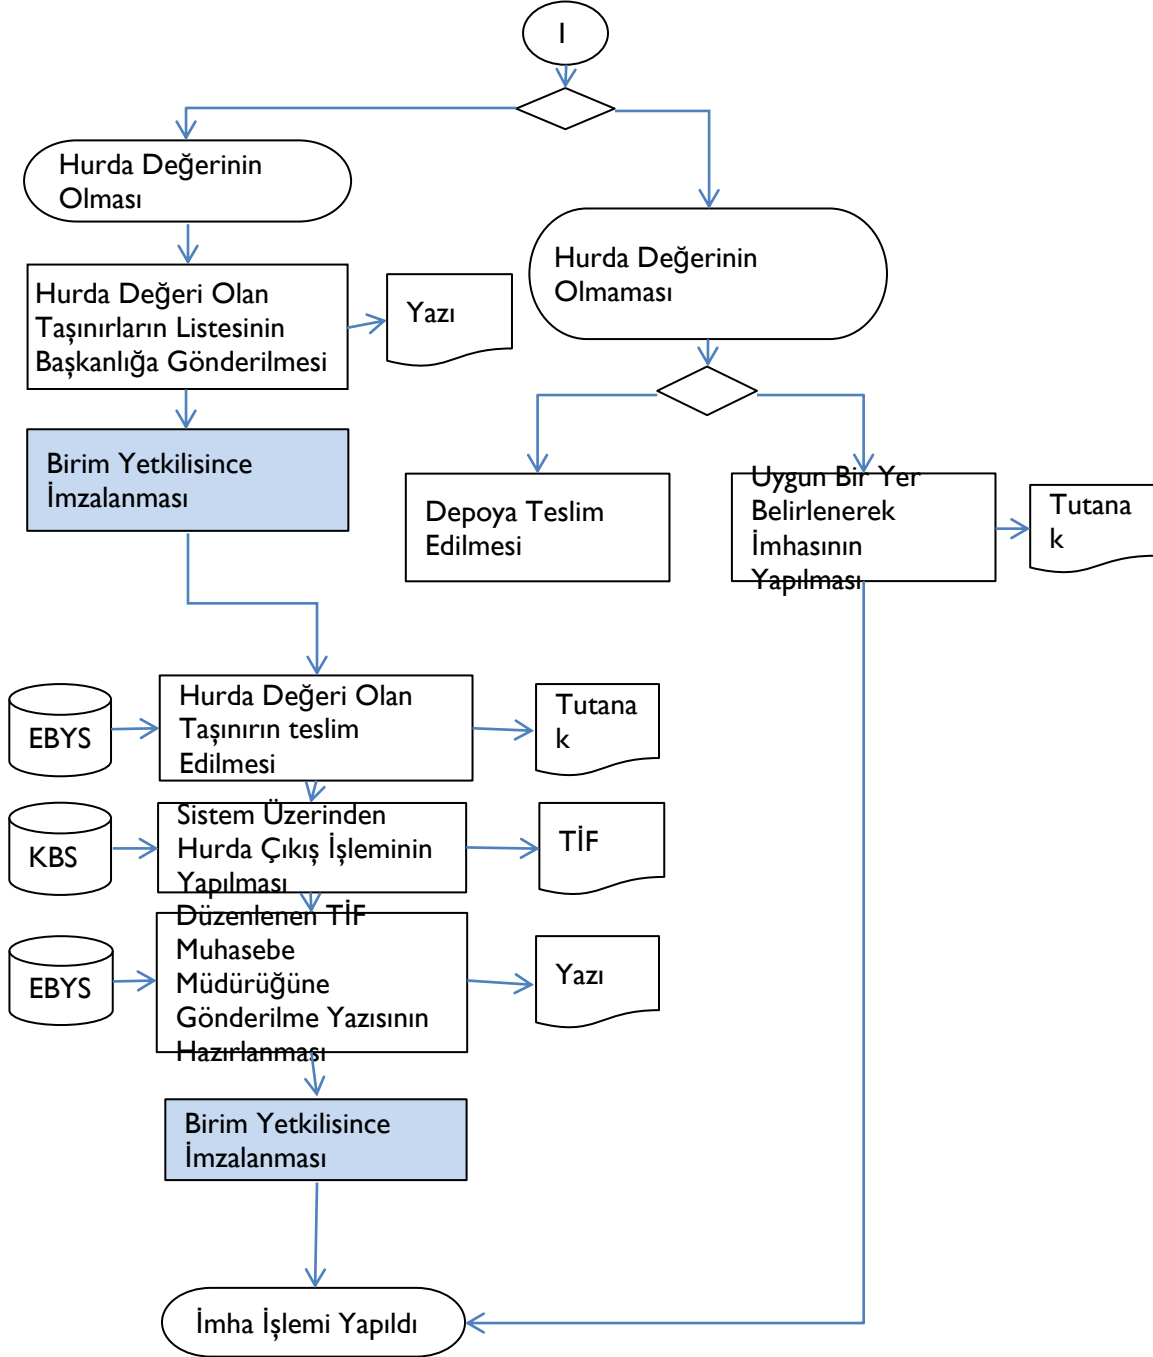 I
Hurda Değerinin
Olması
Hurda Değerinin
Olmaması
Hurda Değeri Olan
Taşınırların Listesinin
Başkanlığa Gönderilmesi
Yazı
Birim Yetkilisince
İmzalanması
Depoya Teslim
Edilmesi
Uygun Bir Yer
Belirlenerek
İmhasının
Yapılması
Tutana
k
EBYS
Hurda Değeri Olan
Taşınırın teslim
Edilmesi
Tutana
k
KBS
Sistem Üzerinden
Hurda Çıkış İşleminin
Yapılması
TİF
EBYS
Düzenlenen TİF
Muhasebe
Müdürüğüne
Gönderilme Yazısının
Hazırlanması
Yazı
Birim Yetkilisince
İmzalanması
İmha İşlemi Yapıldı